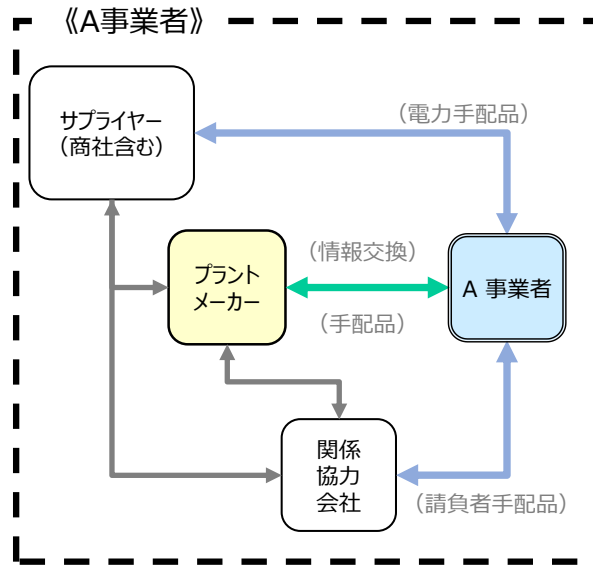 《A事業者》
サプライヤー
（商社含む）
（電力手配品）
プラント
メーカー
（情報交換）
（手配品）
A 事業者
関係
協力
会社
（請負者手配品）